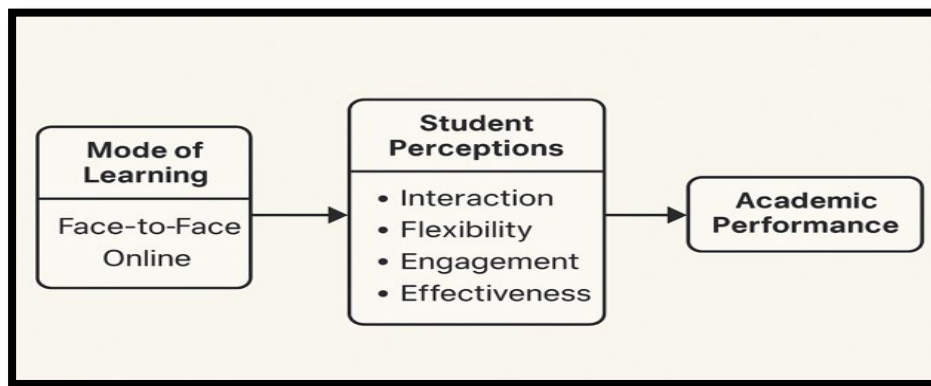 Mode of
Learning
Face-to-Face
Online
Student
Perceptions
• Interaction
• Flexibility
• Engagement
• Effectiveness
Academic
Performance